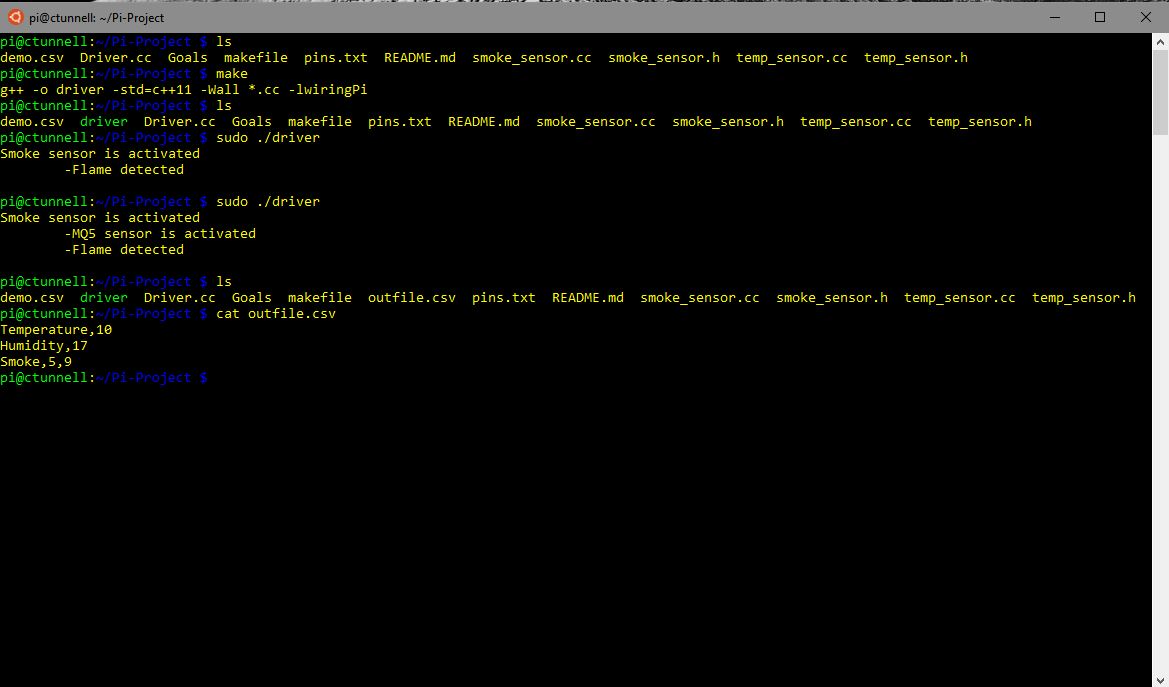 pi@ctunnell: ~/Pi-Project
pi@ctunnell:~/Pi-Project $ ls
demo.csv  Driver.cc  Goals  makefile  pins.txt  README.md  smoke_sensor.cc  smoke_sensor.h  temp_sensor.cc  temp_sensor.h
pi@ctunnell:~/Pi-Project $ make
g++ -o driver -std=c++11 -Wall *.cc -lwiringPi
pi@ctunnell:~/Pi-Project $ ls
demo.csv  driver  Driver.cc  Goals  makefile  pins.txt  README.md  smoke_sensor.cc  smoke_sensor.h  temp_sensor.cc  temp_sensor.h
pi@ctunnell:~/Pi-Project $ sudo ./driver
Smoke sensor is activated
        -Flame detected
pi@ctunnell:~/Pi-Project $ sudo ./driver
Smoke sensor is activated
        -MQ5 sensor is activated
        -Flame detected
pi@ctunnell:~/Pi-Project $ ls
demo.csv  driver  Driver.cc  Goals  makefile  outfile.csv  pins.txt  README.md  smoke_sensor.cc  smoke_sensor.h  temp_sensor.cc  temp_sensor.h
pi@ctunnell:~/Pi-Project $ cat outfile.csv
Temperature,10
Humidity,17
Smoke,5,9
pi@ctunnell:~/Pi-Project $